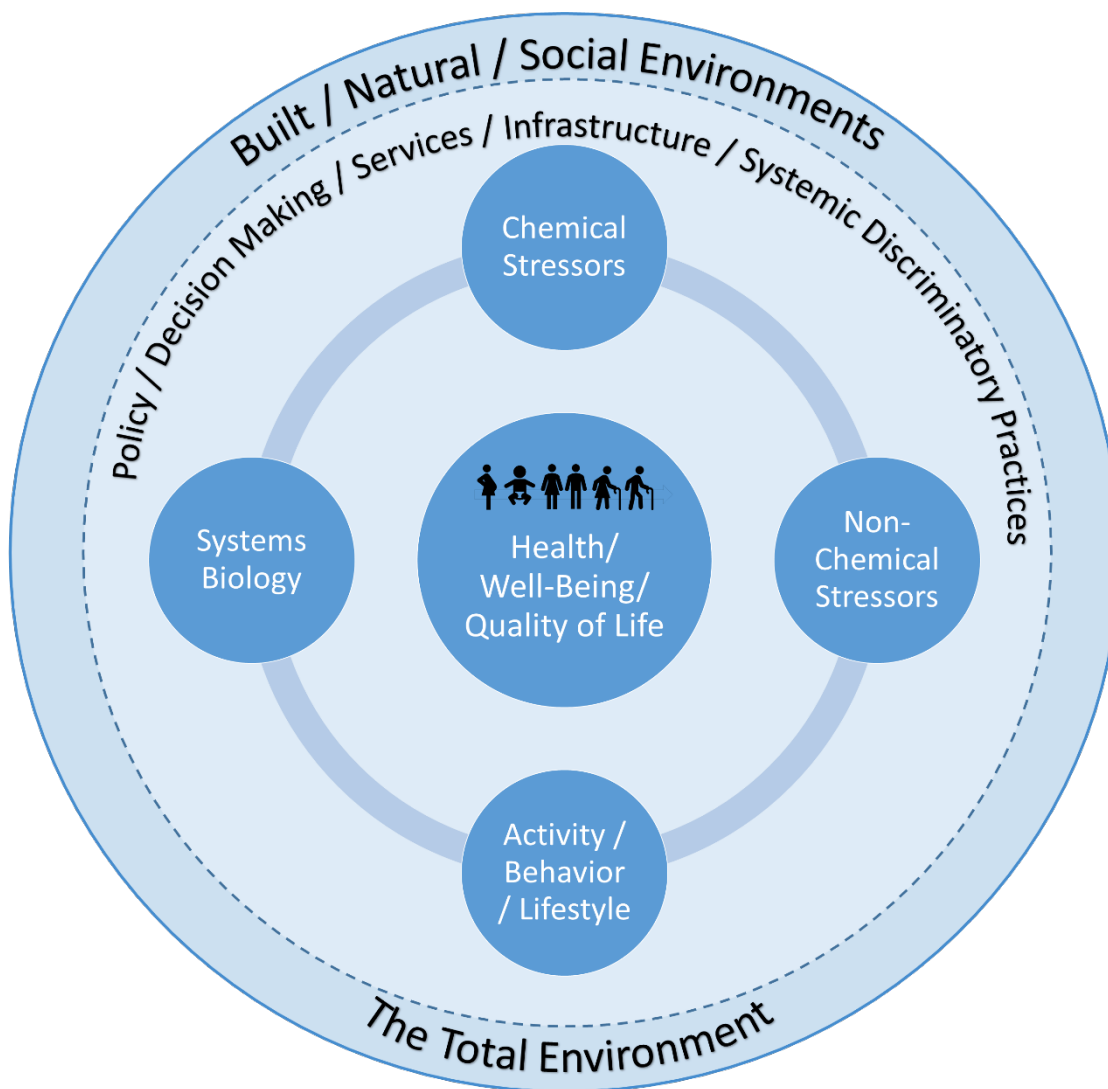 Built / Natural / Social Environments
Policy / Decision Making / Services / Infrastructure / Systemic Discriminatory Practices
Chemical
Stressors
Systems
Biology
Health/
Well-Being/
Quality of Life
Non-
Chemical
Stressors
Activity /
Behavior
/ Lifestyle
The Total Environment